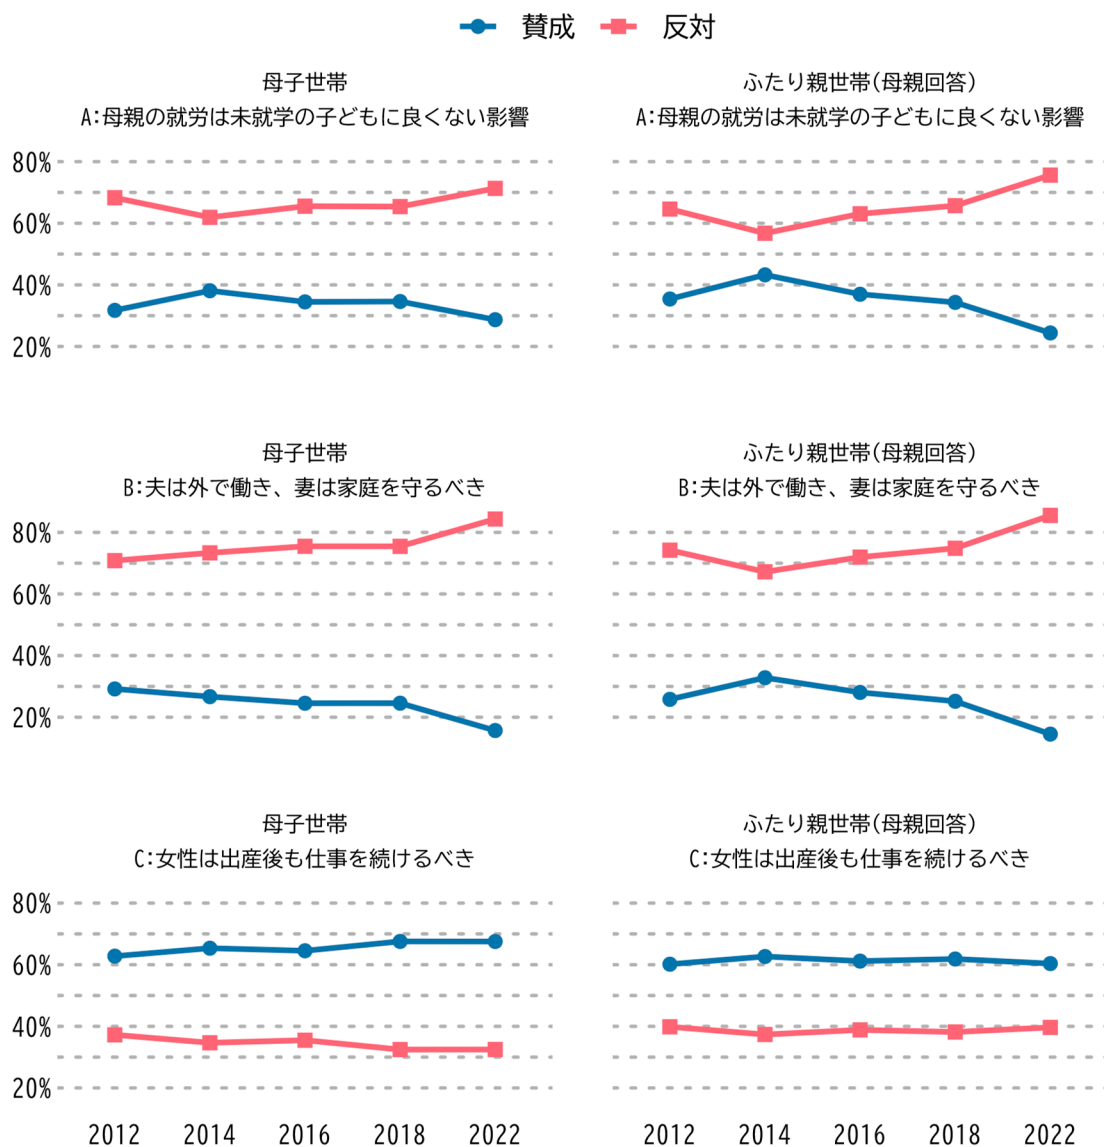 賛成 反対
母子世帯
A:母親の就労は未就学の子どもに良くない影響
ふたり親世帯(母親回答)
A:母親の就労は未就学の子どもに良くない影響
80%
60%
40%
20%
母子世帯
B:夫は外で働き、妻は家庭を守るべき
ふたり親世帯(母親回答)
B:夫は外で働き、妻は家庭を守るべき
80%
60%
40%
20%
母子世帯
C:女性は出産後も仕事を続けるべき
ふたり親世帯(母親回答)
C:女性は出産後も仕事を続けるべき
80%
60%
40%
20%
2012 2014 2016 2018 2022
2012 2014 2016 2018 2022